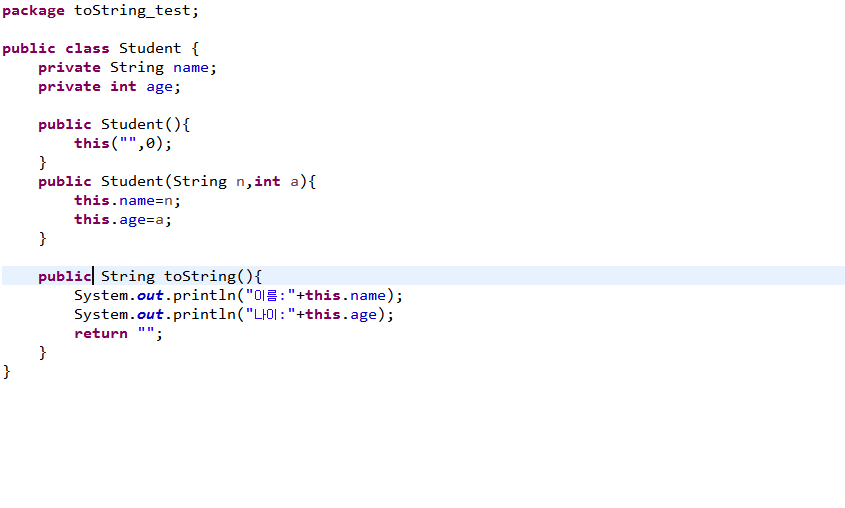 package toString_test;
public class Student {
private String name;
private int age;
public Student(){
this("",0);
}
public Student(String n,int a){
this.name=n;
this.age=a;
}
public String toString(){
System.out.println("이름:"+this.name);
System.out.println("나이:"+this.age);
return "";
}
}